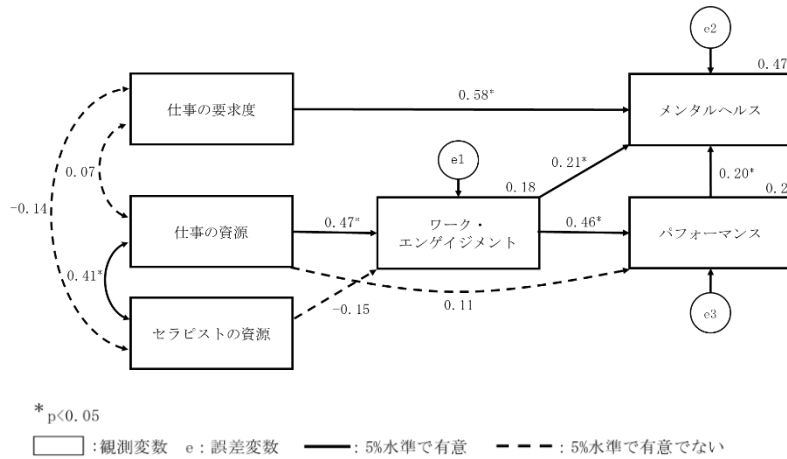 e2
0.47
仕事の要求度
0.58*
メンタルヘルス
e1
0.07
0.21*
0.20*
-0.14
0.18
0.2
仕事の資源
0.47*
ワーク・
エンゲイジメント
0.46*
パフォーマンス
0.41*
-0.15
0.11
セラピストの資源
e3
*p<0.05
:観測変数 e:誤差変数 :5%水準で有意 :5%水準で有意でない